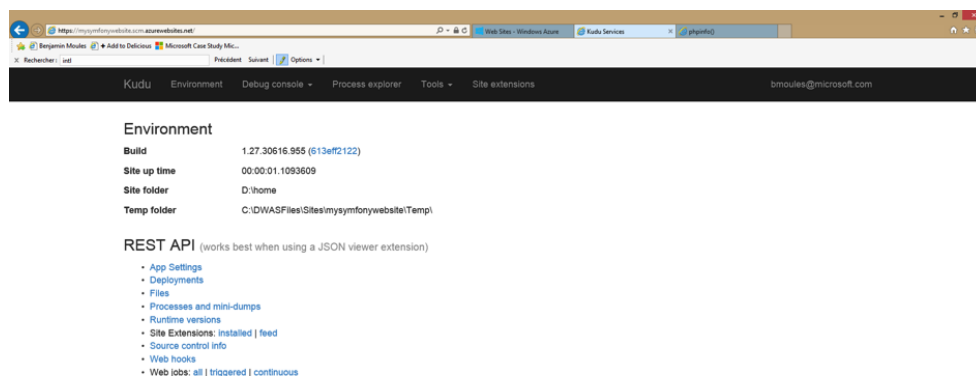 https://mysymfonywebsite.scm.azurewebsites.net/
Web Sites - Windows Azure
Kudu Services
phpinfo()
Benjamin Moules
Add to Delicious
Microsoft Case Study Mic...
X Rechercher: intl
Précédent Suivant
Options
Kudu Environment Debug console Process explorer Tools Site extensions bmoules@microsoft.com
Environment
Build 1.27.30616.955 (613eff2122)
Site up time 00:00:01.1093609
Site folder D:\home
Temp folder C:\DWASFiles\Sites\mysymfonywebsite\Temp\
REST API (works best when using a JSON viewer extension)
• App Settings
• Deployments
• Files
• Processes and mini-dumps
• Runtime versions
• Site Extensions: installed | feed
• Source control info
• Web hooks
• Web jobs: all | triggered | continuous